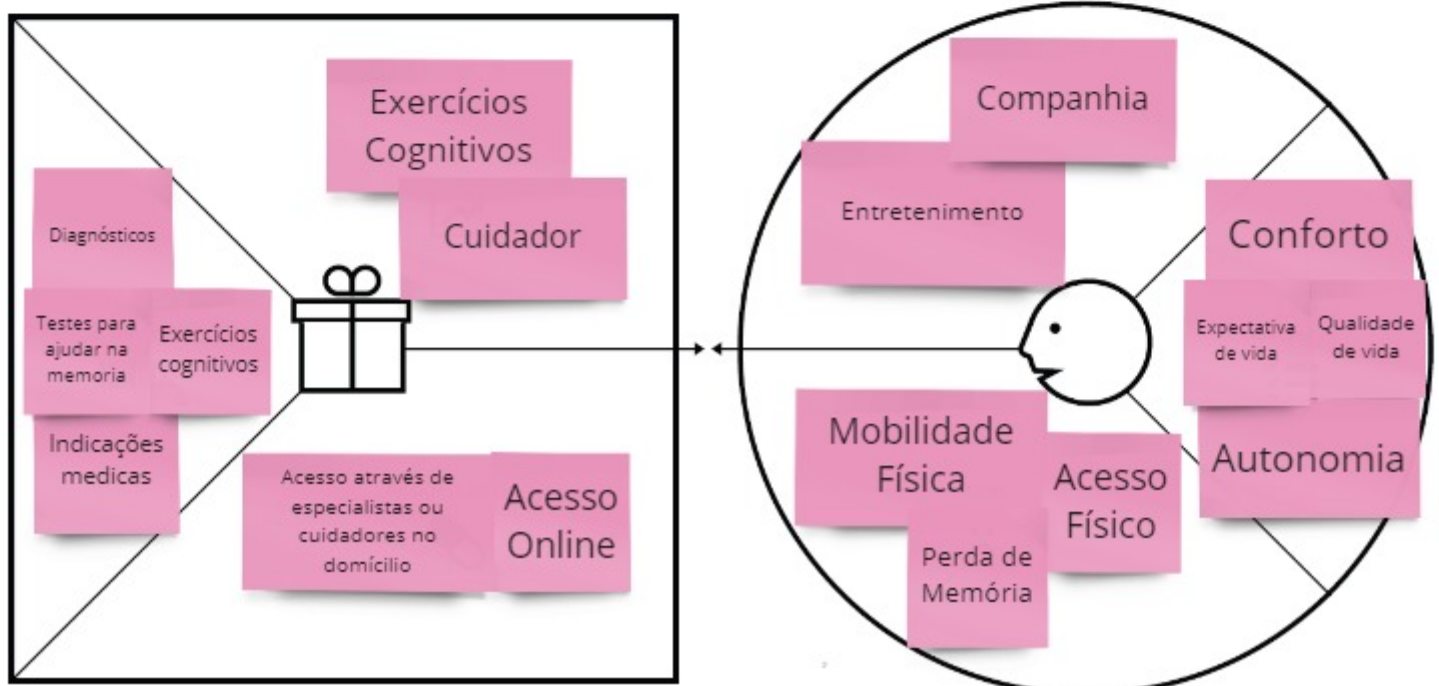 Exercícios
Cognitivos
Cuidador
Diagnósticos
Testes para
ajudar na
memoria
Exercícios
cognitivos
Indicações
medicas
Acesso através de
especialistas ou
cuidadores no
domícilio
Acesso
Online
Companhia
Entretenimento
Conforto
Expectativa
de vida
Qualidade
de vida
Autonomia
Mobilidade
Física
Acesso
Físico
Perda de
Memória